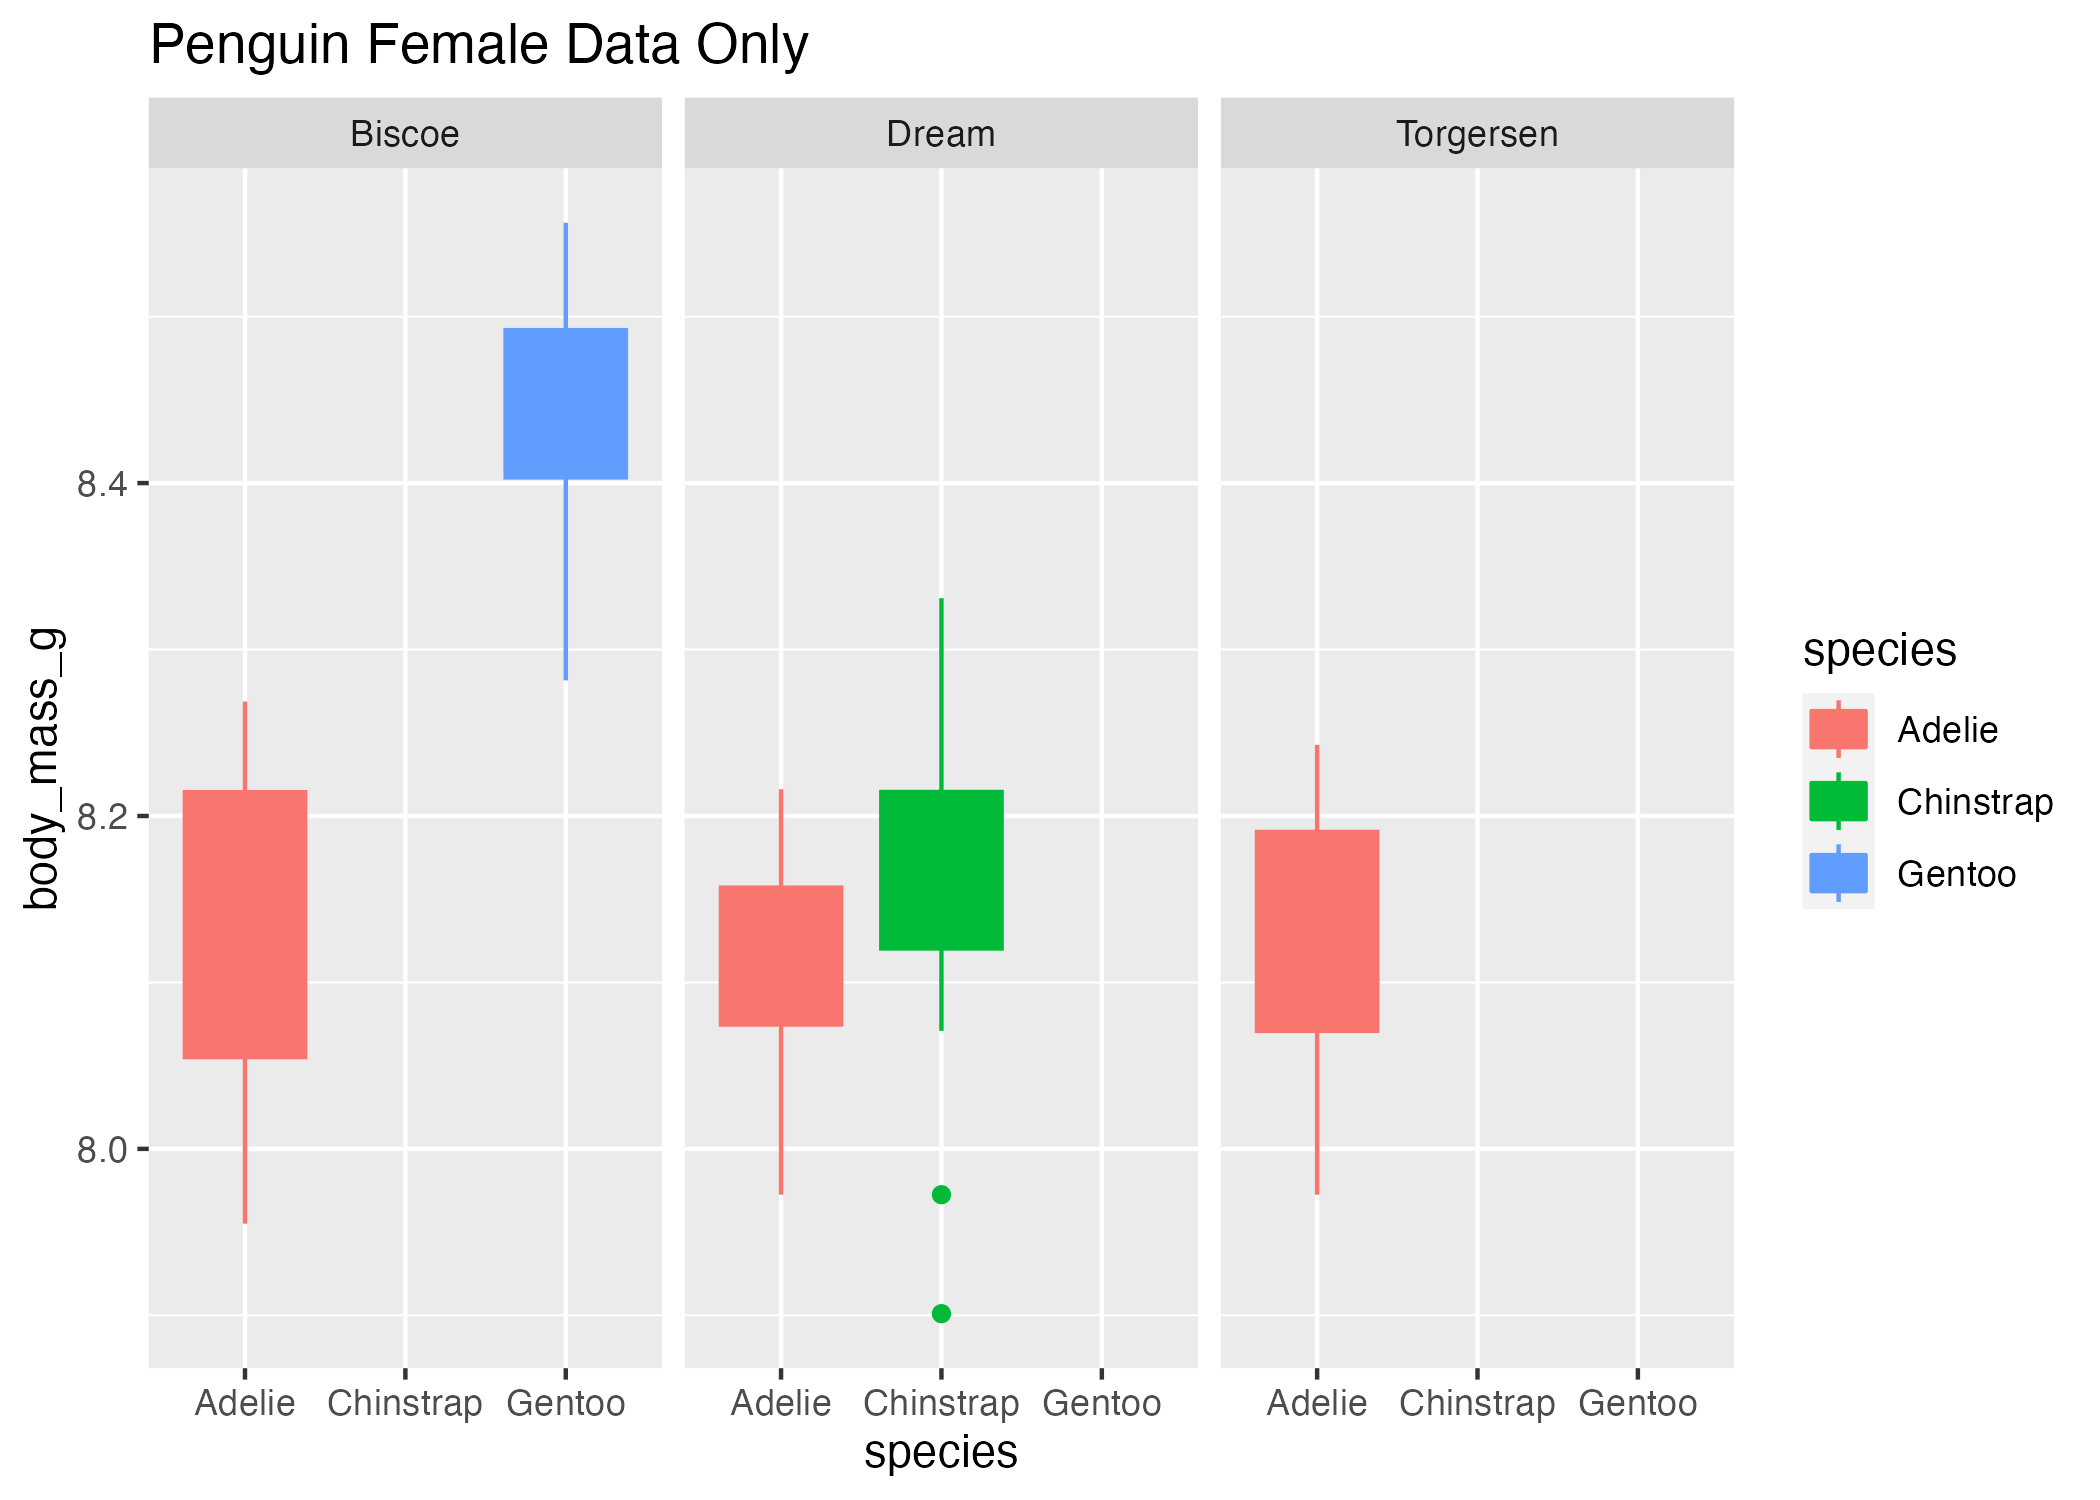 Penguin Female Data Only
Biscoe Dream Torgersen
8.4
8.2
8.0
body_mass_g
Adelie Chinstrap Gentoo Adelie Chinstrap Gentoo Adelie Chinstrap Gentoo
species
species
Adelie
Chinstrap
Gentoo